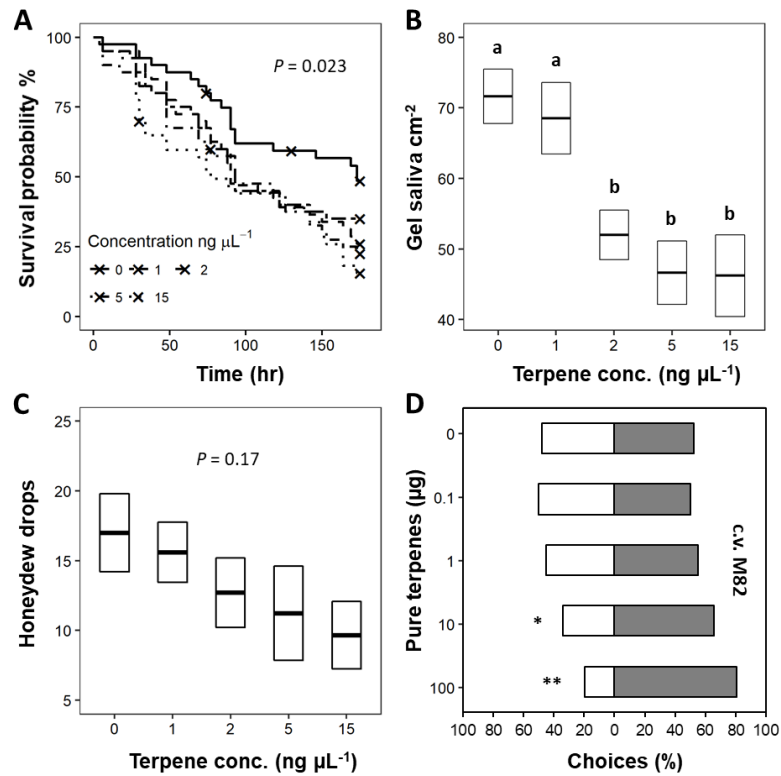 A
Survival probability %
100
75
50
25
0
P = 0.023
Concentration ng µL⁻¹
0 1 2
5 15
0 50 100 150
Time (hr)
B
Gel saliva cm⁻²
80
70
60
50
40
a a b b b
0 1 2 5 15
Terpene conc. (ng µL⁻¹)
C
Honeydew drops
25
20
15
10
5
P = 0.17
0 1 2 5 15
Terpene conc. (ng µL⁻¹)
D
Pure terpenes (µg)
0
0.1
1
10 *
100 **
c.v. M82
100 80 60 40 20 0 20 40 60 80 100
Choices (%)